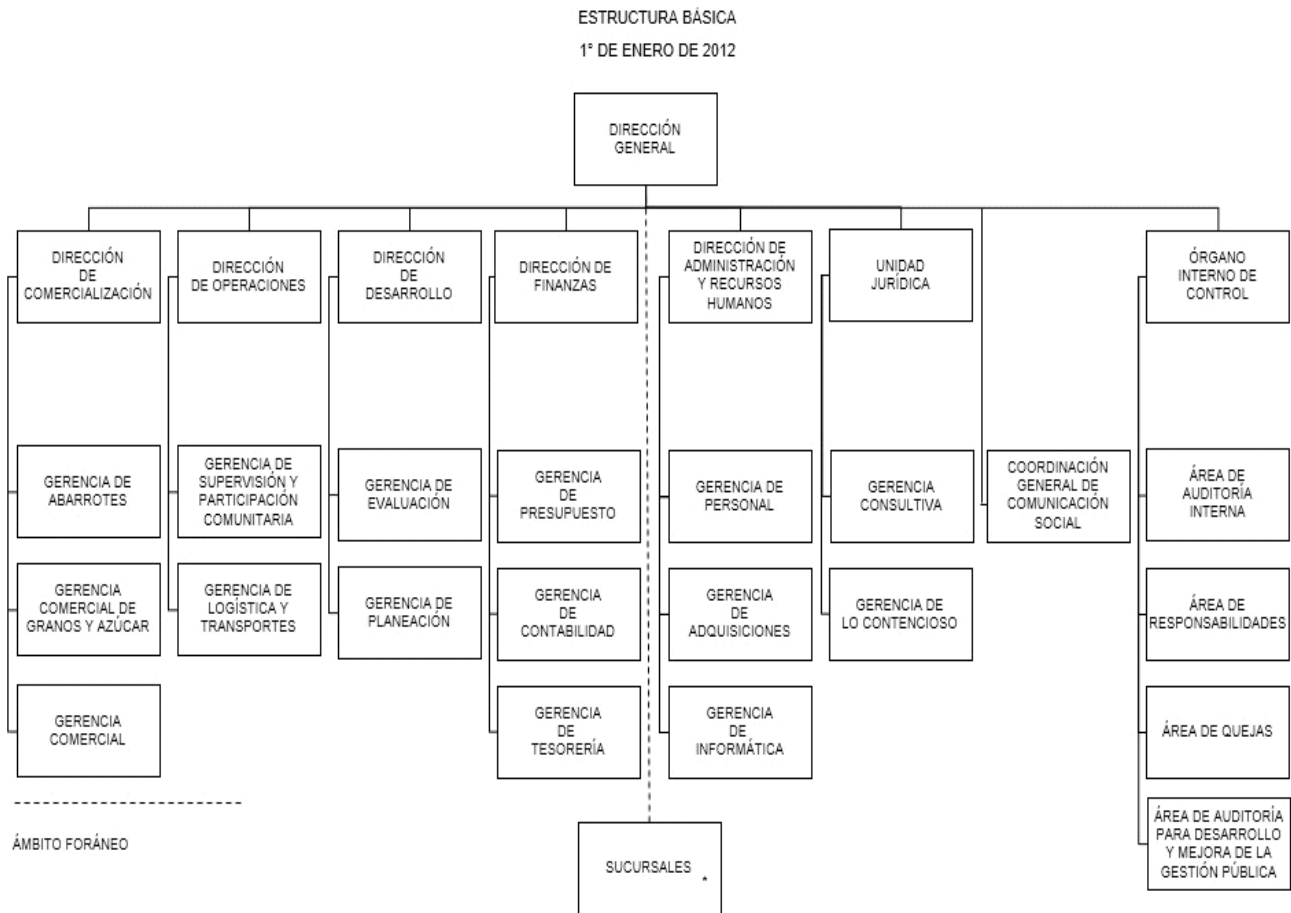 ESTRUCTURA BÁSICA
1° DE ENERO DE 2012
DIRECCIÓN
GENERAL
DIRECCIÓN
DE
COMERCIALIZACIÓN
DIRECCIÓN
DE OPERACIONES
DIRECCIÓN
DE
DESARROLLO
DIRECCIÓN DE
FINANZAS
DIRECCIÓN DE
ADMINISTRACIÓN
Y RECURSOS
HUMANOS
UNIDAD
JURÍDICA
ÓRGANO
INTERNO DE
CONTROL
GERENCIA DE
ABARROTES
GERENCIA DE
SUPERVISIÓN Y
PARTICIPACIÓN
COMUNITARIA
GERENCIA DE
EVALUACIÓN
GERENCIA
DE
PRESUPUESTO
GERENCIA DE
PERSONAL
GERENCIA
CONSULTIVA
COORDINACIÓN
GENERAL DE
COMUNICACIÓN
SOCIAL
ÁREA DE
AUDITORÍA
INTERNA
GERENCIA
COMERCIAL DE
GRANOS Y AZÚCAR
GERENCIA DE
LOGÍSTICA Y
TRANSPORTES
GERENCIA DE
PLANEACIÓN
GERENCIA
DE
CONTABILIDAD
GERENCIA
DE
ADQUISICIONES
GERENCIA DE
LO CONTENCIOSO
ÁREA DE
RESPONSABILIDADES
GERENCIA
COMERCIAL
GERENCIA
DE
TESORERÍA
GERENCIA
DE
INFORMÁTICA
ÁREA DE QUEJAS
ÁMBITO FORÁNEO
SUCURSALES *
ÁREA DE AUDITORÍA
PARA DESARROLLO
Y MEJORA DE LA
GESTIÓN PÚBLICA